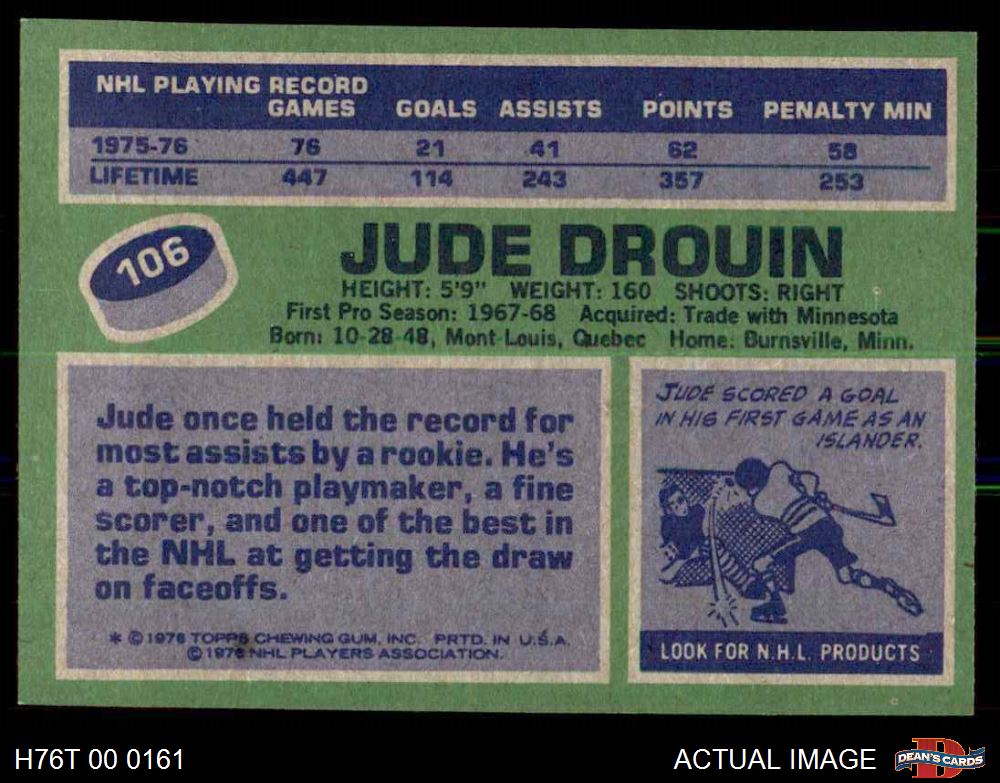 NHL PLAYING RECORD
GAMES GOALS ASSISTS POINTS PENALTY MIN
1975-76 76 21 41 62 58
LIFETIME 447 114 243 357 253
106
JUDE DROUIN
HEIGHT: 5'9" WEIGHT: 160 SHOOTS: RIGHT
First Pro Season: 1967-68 Acquired: Trade with Minnesota
Born: 10-28-48, Mont-Louis, Quebec Home: Burnsville, Minn.
Jude once held the record for
most assists by a rookie. He's
a top-notch playmaker, a fine
scorer, and one of the best in
the NHL at getting the draw
on faceoffs.
* © 1976 TOPPS CHEWING GUM, INC. PRTD. IN U.S.A.
© 1976 NHL PLAYERS ASSOCIATION.
JUDE SCORED A GOAL
IN HIS FIRST GAME AS AN
ISLANDER.
LOOK FOR N.H.L. PRODUCTS
H76T 00 0161
ACTUAL IMAGE
D
DEAN'S CARDS